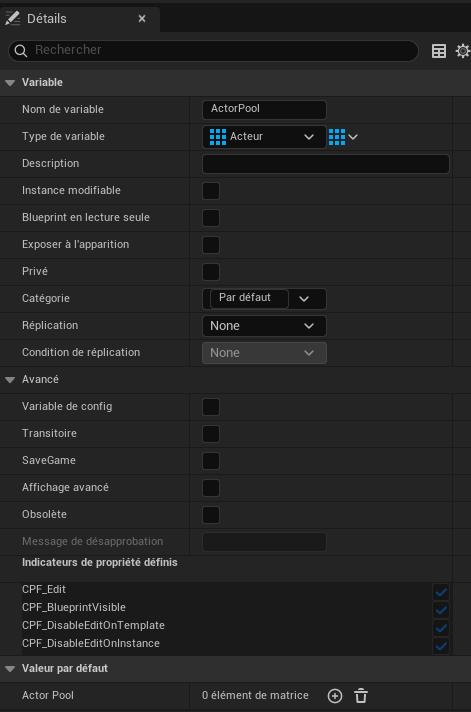 Détails
Rechercher
Variable
Nom de variable ActorPool
Type de variable Acteur
Description
Instance modifiable
Blueprint en lecture seule
Exposer à l'apparition
Privé
Catégorie Par défaut
Réplication None
Condition de réplication None
Avancé
Variable de config
Transitoire
SaveGame
Affichage avancé
Obsolète
Message de désapprobation
Indicateurs de propriété définis
CPF_Edit
CPF_BlueprintVisible
CPF_DisableEditOnTemplate
CPF_DisableEditOnInstance
Valeur par défaut
Actor Pool 0 élément de matrice